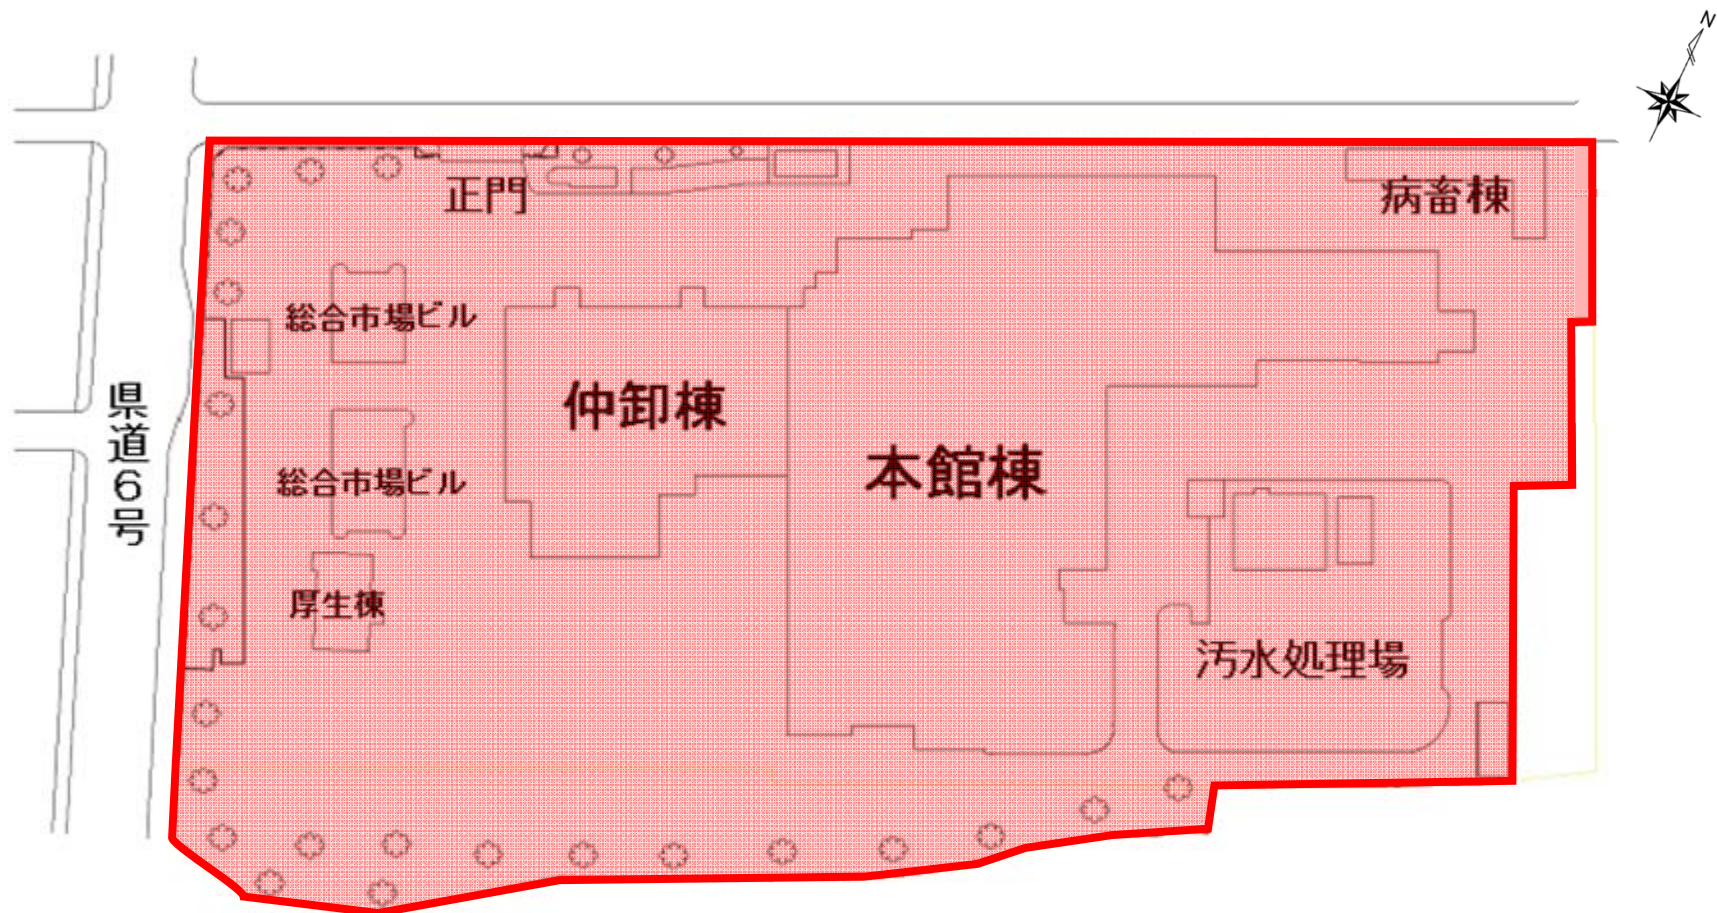 N
正門
病畜棟
総合市場ビル
仲卸棟
県道6号
本館棟
総合市場ビル
厚生棟
汚水処理場